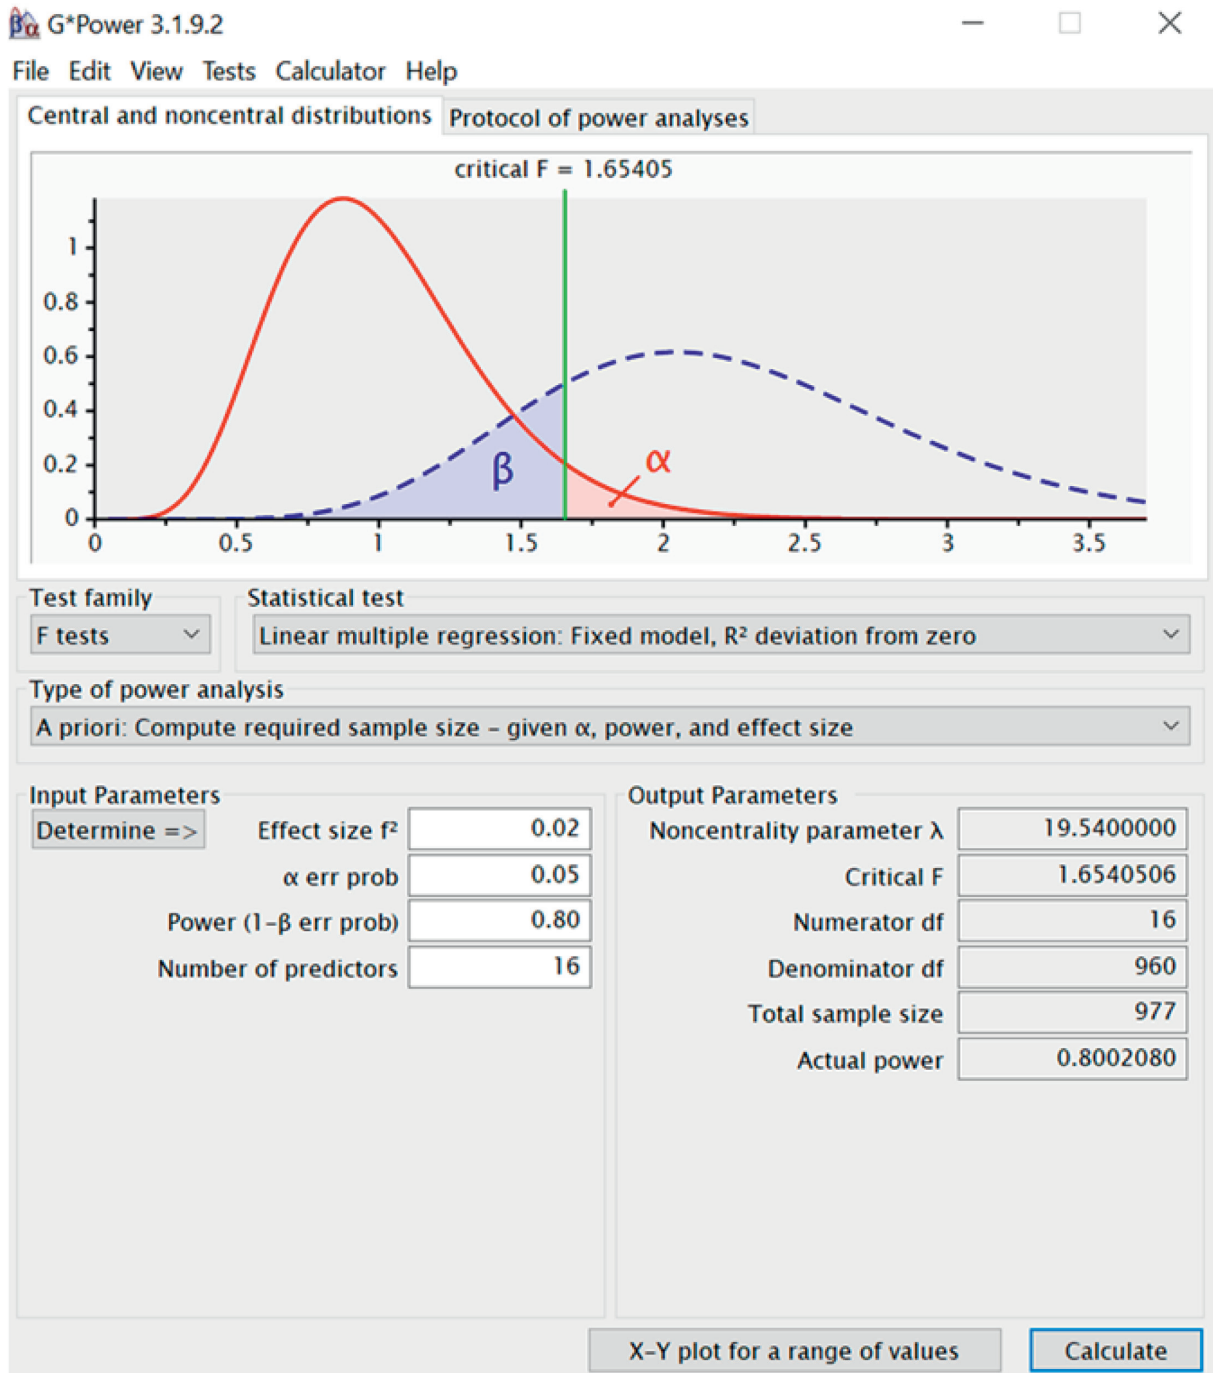 βα G*Power 3.1.9.2
File Edit View Tests Calculator Help
Central and noncentral distributions Protocol of power analyses
critical F = 1.65405
1
0.8
0.6
0.4
0.2
0
β
α
0 0.5 1 1.5 2 2.5 3 3.5
Test family Statistical test
F tests Linear multiple regression: Fixed model, R² deviation from zero
Type of power analysis
A priori: Compute required sample size – given α, power, and effect size
Input Parameters
Determine => Effect size f² 0.02
α err prob 0.05
Power (1–β err prob) 0.80
Number of predictors 16
Output Parameters
Noncentrality parameter λ 19.5400000
Critical F 1.6540506
Numerator df 16
Denominator df 960
Total sample size 977
Actual power 0.8002080
X–Y plot for a range of values Calculate